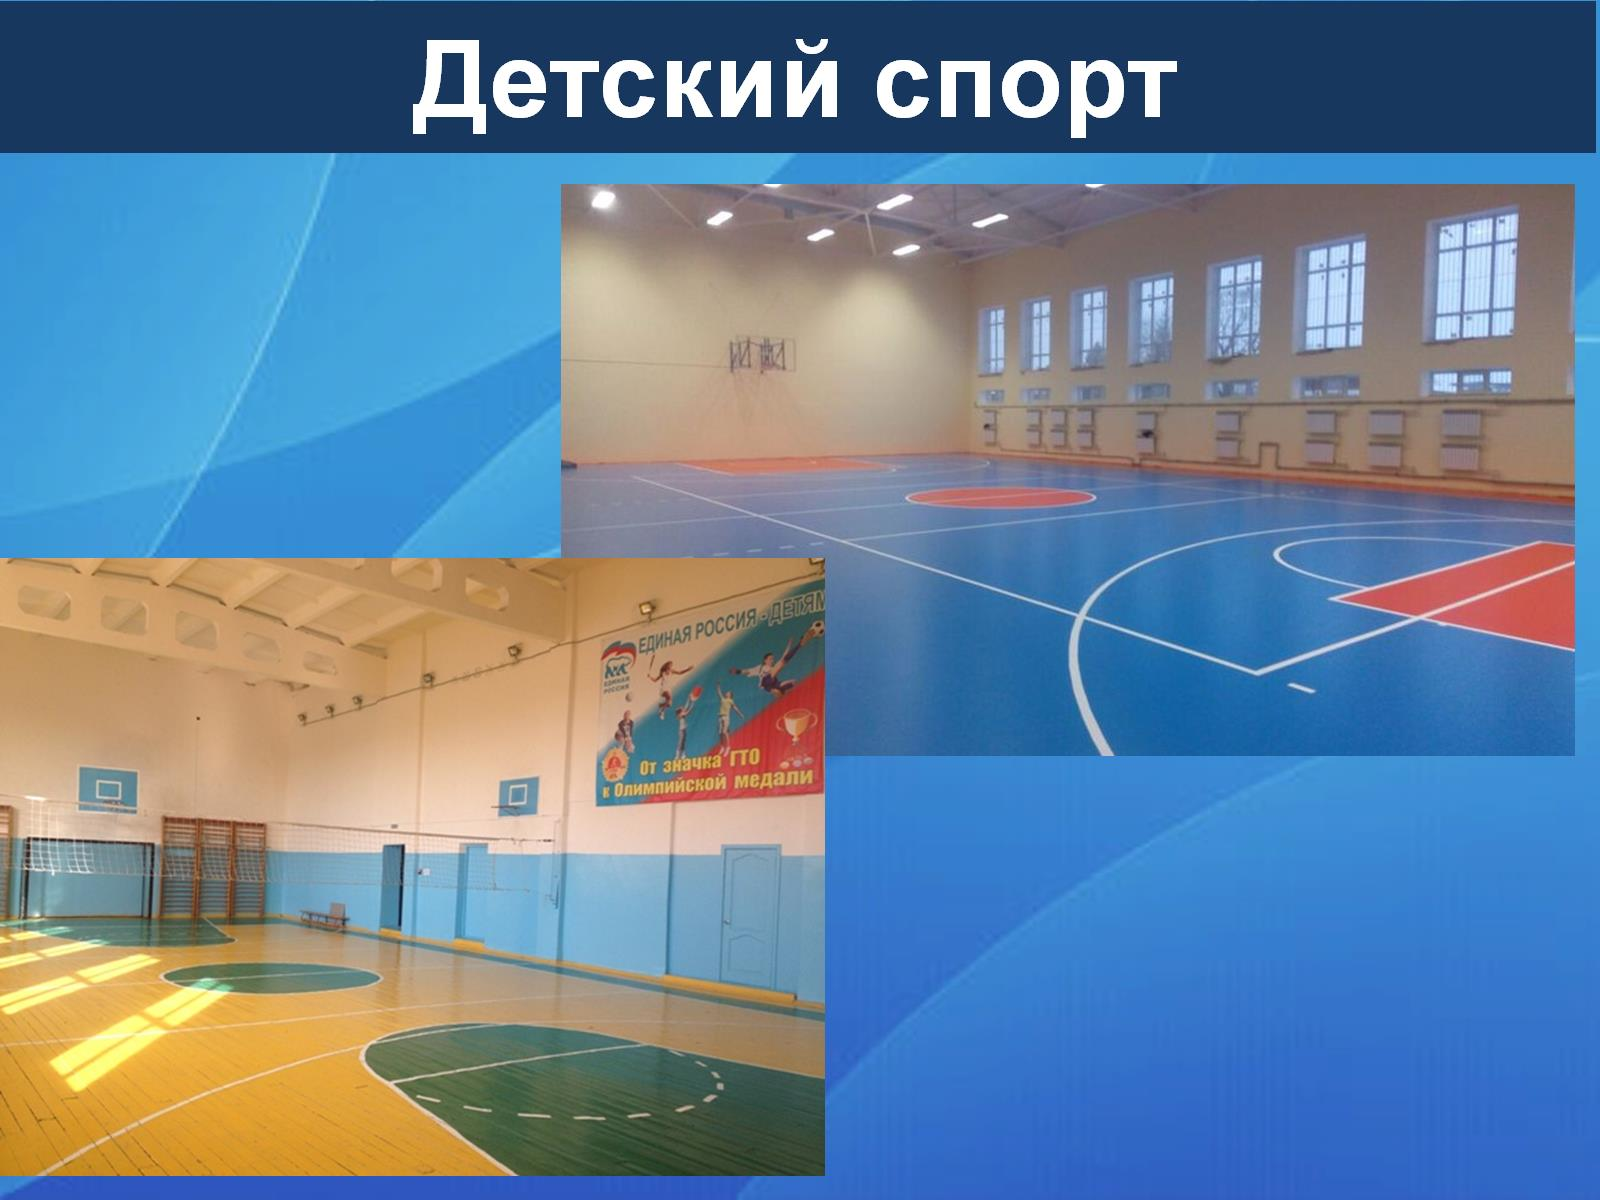 Детский спорт
ЕДИНАЯ РОССИЯ - ДЕТЯМ
ЕДИНАЯ
РОССИЯ
От значка ГТО
к Олимпийской медали